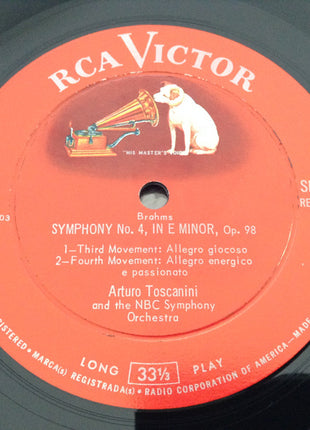 RCA VICTOR
"HIS MASTER'S VOICE"
03
Brahms
SYMPHONY No. 4, IN E MINOR, Op. 98
1—Third Movement: Allegro giocoso
2—Fourth Movement: Allegro energico
e passionato
Arturo Toscanini
and the NBC Symphony
Orchestra
LONG 33⅓ PLAY
REGISTERED • MARCA(s) REGISTRADA(s) • RADIO CORPORATION OF AMERICA—MADE